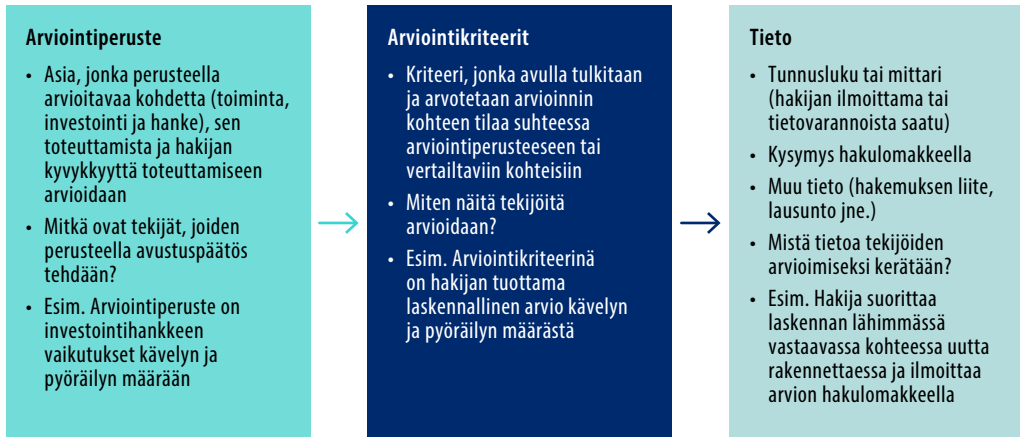 Arviointiperuste
• Asia, jonka perusteella
arvioitavaa kohdetta (toiminta,
investointi ja hanke), sen
toteuttamista ja hakijan
kyvykkyyttä toteuttamiseen
arvioidaan
• Mitkä ovat tekijät, joiden
perusteella avustuspäätös
tehdään?
• Esim. Arviointiperuste on
investointihankkeen
vaikutukset kävelyn ja
pyöräilyn määrään
Arviointikriteerit
• Kriteeri, jonka avulla tulkitaan
ja arvotetaan arvioinnin
kohteen tilaa suhteessa
arviointiperusteeseen tai
vertailtaviin kohteisiin
• Miten näitä tekijöitä
arvioidaan?
• Esim. Arviointikriteerinä
on hakijan tuottama
laskennallinen arvio kävelyn
ja pyöräilyn määrästä
Tieto
• Tunnusluku tai mittari
(hakijan ilmoittama tai
tietovarannoista saatu)
• Kysymys hakulomakkeella
• Muu tieto (hakemuksen liite,
lausunto jne.)
• Mistä tietoa tekijöiden
arvioimiseksi kerätään?
• Esim. Hakija suorittaa
laskennan lähimmässä
vastaavassa kohteessa uutta
rakennettaessa ja ilmoittaa
arvion hakulomakkeella